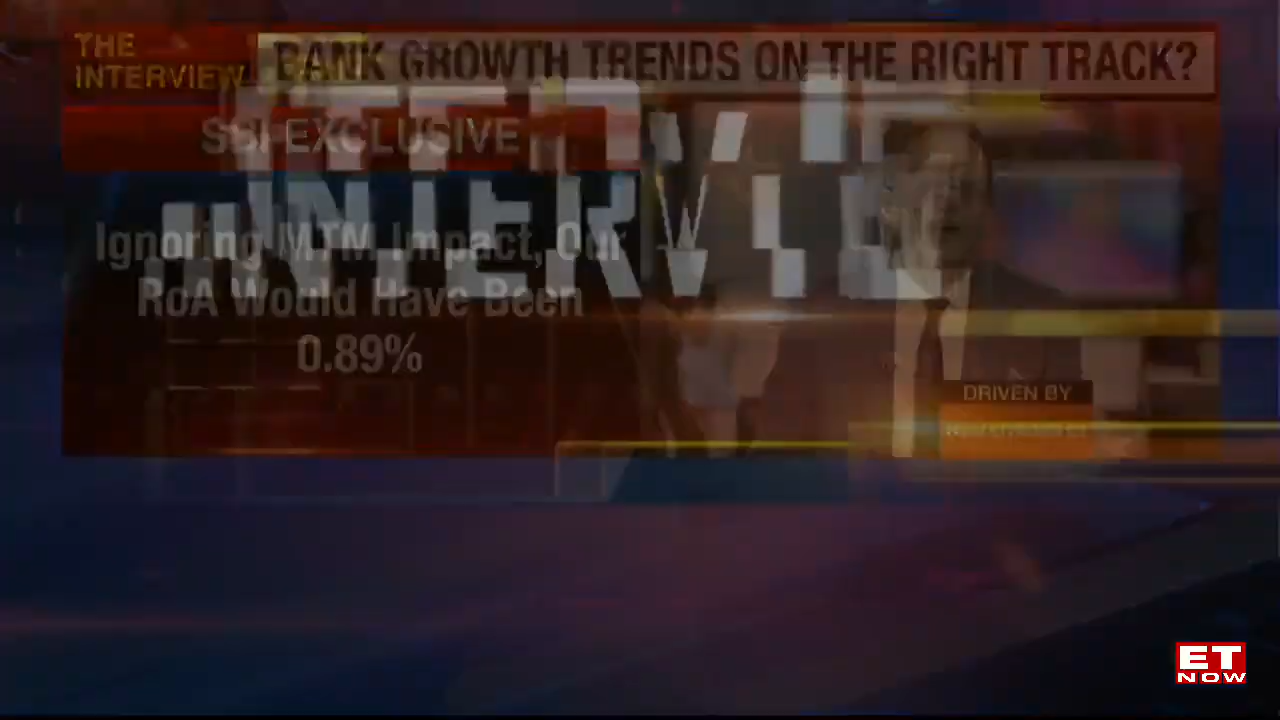 THE
INTERVIEW
BANK GROWTH TRENDS ON THE RIGHT TRACK?
SBI EXCLUSIVE
INTERVIE
Ignoring MTM Impact, Our
RoA Would Have Been
0.89%
DRIVEN BY
ET
NOW